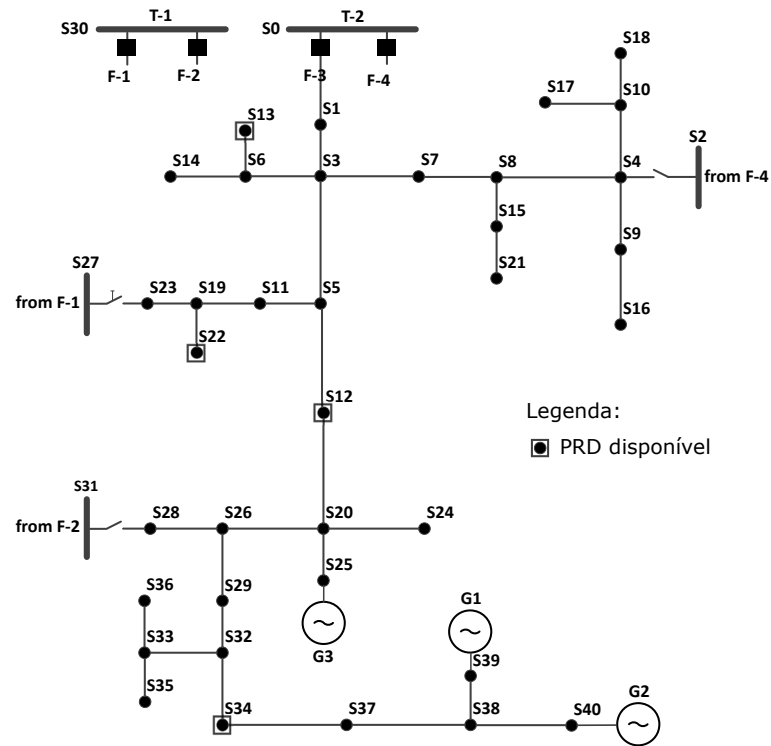 T-1
T-2
S30
S0
F-1
F-2
F-3
F-4
S18
S17
S10
S1
S13
S2
S14
S6
S3
S7
S8
S4
from F-4
S15
S9
S21
S27
S16
from F-1
S23
S19
S11
S5
S22
S12
Legenda:
PRD disponível
S31
from F-2
S28
S26
S20
S24
S25
S36
S29
G1
G3
S33
S32
S39
S35
S34
S37
S38
S40
G2